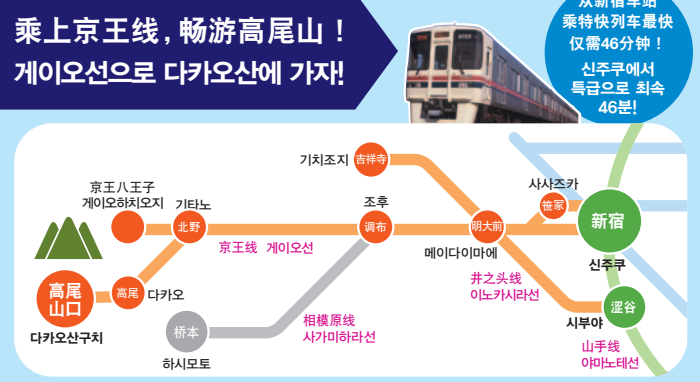 乘上京王线,畅游高尾山！
게이오선으로 다카오산에 가자!
从新宿车站
乘特快列车最快
仅需46分钟！
신주쿠에서
특급으로 최속
46분!
기치조지
吉祥寺
京王八王子
게이오하치오지
기타노
北野
조후
调布
사사즈카
笹家
明大前
메이다이마에
新宿
신주쿠
京王线 게이오선
高尾
山口
다카오산구치
高尾
다카오
桥本
하시모토
相模原线
사가미하라선
井之头线
이노카시라선
시부야
涩谷
山手线
야마노테선